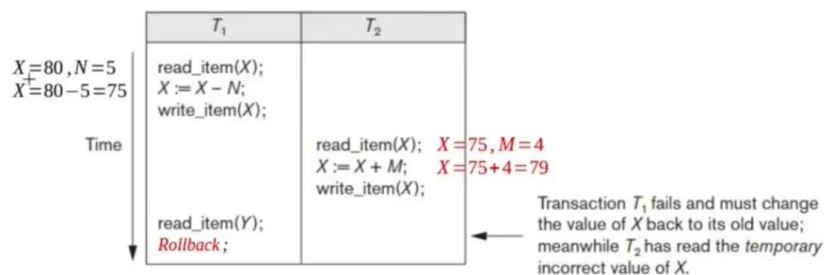 T1 T2
X=80 , N=5
+
X=80−5=75
read_item(X);
X := X − N;
write_item(X);
Time
read_item(X); X=75 , M=4
X := X + M; X=75+4=79
write_item(X);
read_item(Y);
Rollback ;
Transaction T1 fails and must change
the value of X back to its old value;
meanwhile T2 has read the temporary
incorrect value of X.